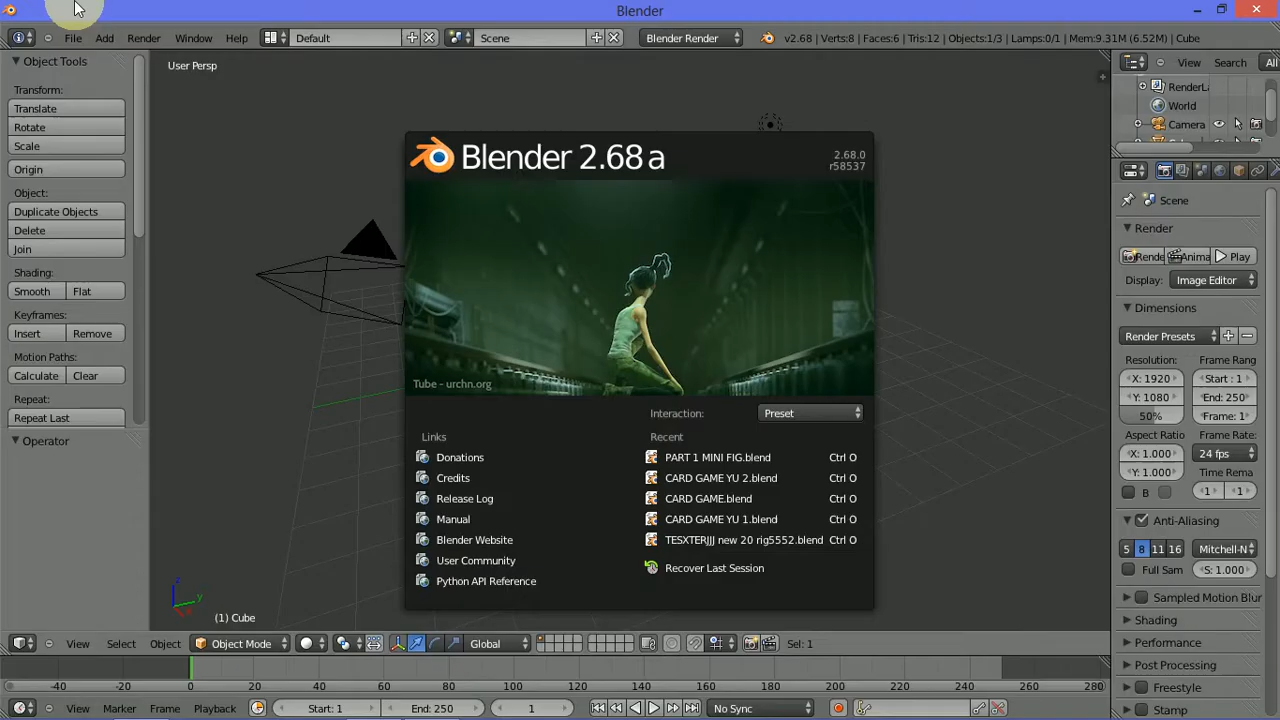 Blender
File Add Render Window Help Default Scene Blender Render v2.68 | Verts:8 | Faces:6 | Tris:12 | Objects:1/3 | Lamps:0/1 | Mem:9.31M (6.52M) | Cube
Object Tools
Transform:
Translate
Rotate
Scale
Origin
Object:
Duplicate Objects
Delete
Join
Shading:
Smooth Flat
Keyframes:
Insert Remove
Motion Paths:
Calculate Clear
Repeat:
Repeat Last
Operator
User Persp
Blender 2.68a
2.68.0
r58537
Tube - urchn.org
Interaction: Preset
Links
Donations
Credits
Release Log
Manual
Blender Website
User Community
Python API Reference
Recent
PART 1 MINI FIG.blend Ctrl O
CARD GAME YU 2.blend Ctrl O
CARD GAME.blend Ctrl O
CARD GAME YU 1.blend Ctrl O
TESXTERJJJ new 20 rig5552.blend Ctrl O
Recover Last Session
z
y
(1) Cube
View Search All
RenderLa
World
Camera
Scene
Render
Rende Anima Play
Display: Image Editor
Dimensions
Render Presets
Resolution: Frame Rang
X: 1920 Start : 1
Y: 1080 End: 250
50% Frame: 1
Aspect Ratio Frame Rate:
X: 1.000 24 fps
Y: 1.000 Time Rema
B 1 1
Anti-Aliasing
5 8 11 16 Mitchell-N
Full Sam S: 1.000
Sampled Motion Blur
Shading
Performance
Post Processing
Freestyle
Stamp
View Select Object Object Mode Global Sel: 1
-40 -20 0 20 40 60 80 100 120 140 160 180 200 220 240 260 280
View Marker Frame Playback Start: 1 End: 250 1 No Sync